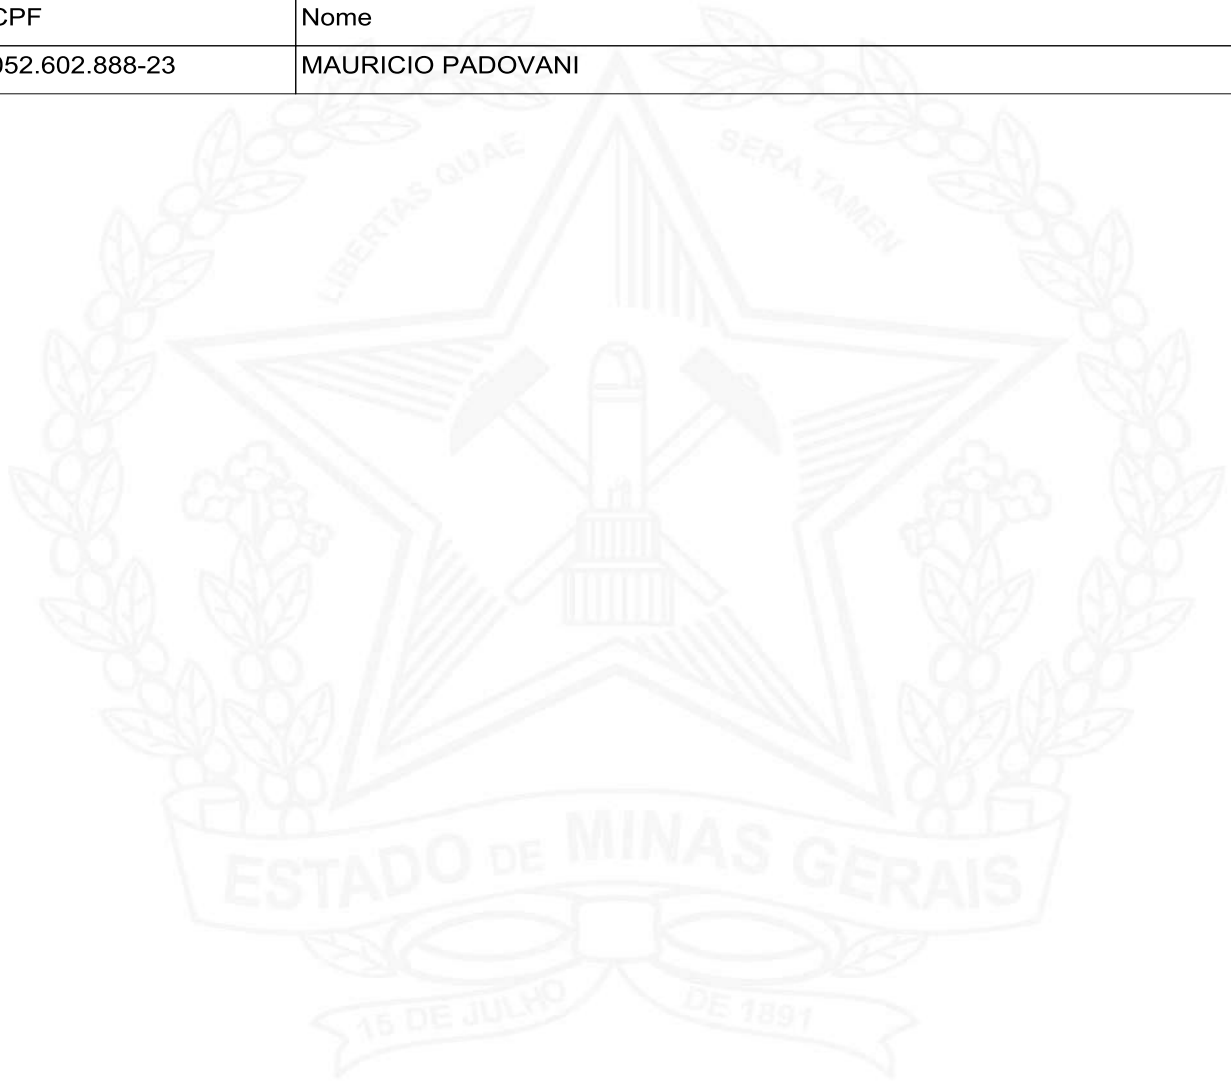 CPF Nome
052.602.888-23 MAURICIO PADOVANI
LIBERTAS QUAE SERA TAMEN
ESTADO DE MINAS GERAIS
15 DE JULHO DE 1891